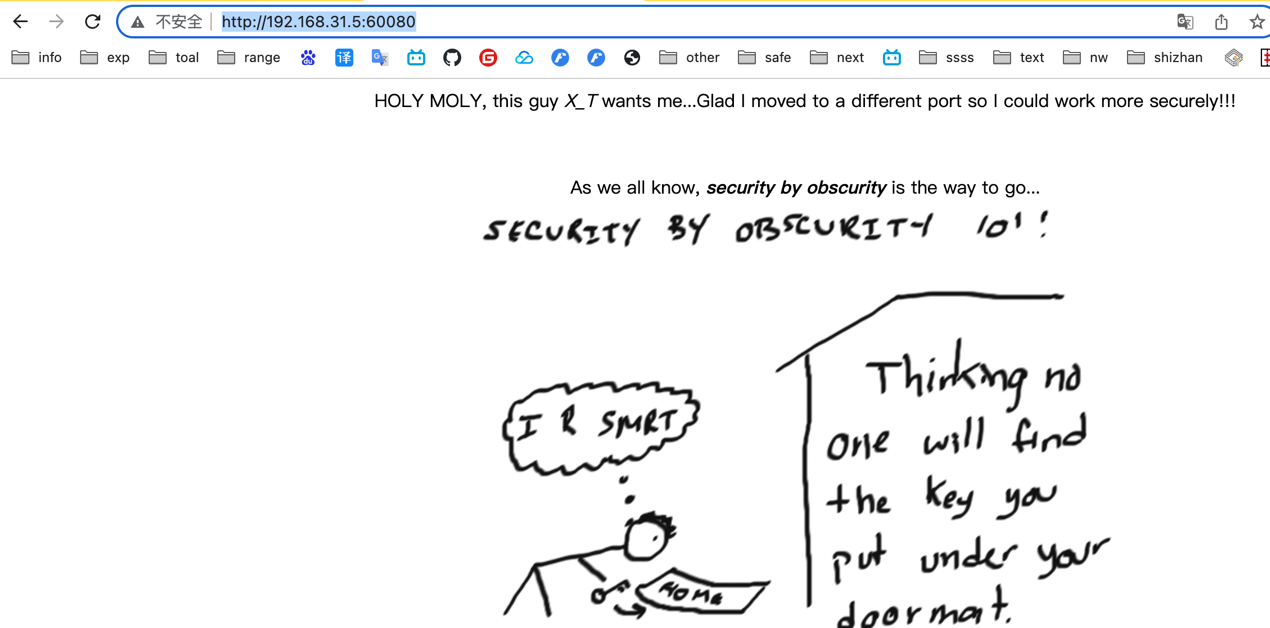 不安全 http://192.168.31.5:60080
info exp toal range 译 G other safe next ssss text nw shizhan
HOLY MOLY, this guy X_T wants me...Glad I moved to a different port so I could work more securely!!!
As we all know, security by obscurity is the way to go...
SECURITY BY OBSCURITY 101!
I R SMRT
HOME
Thinking no
one will find
the key you
put under your
doormat.